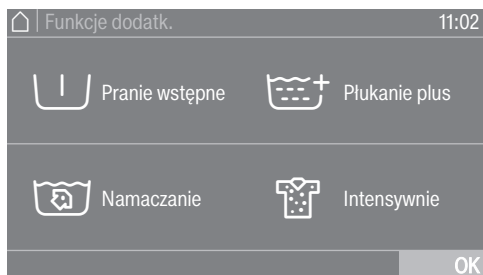 Funkcje dodatk. 11:02
Pranie wstępne Płukanie plus
Namaczanie Intensywnie
OK